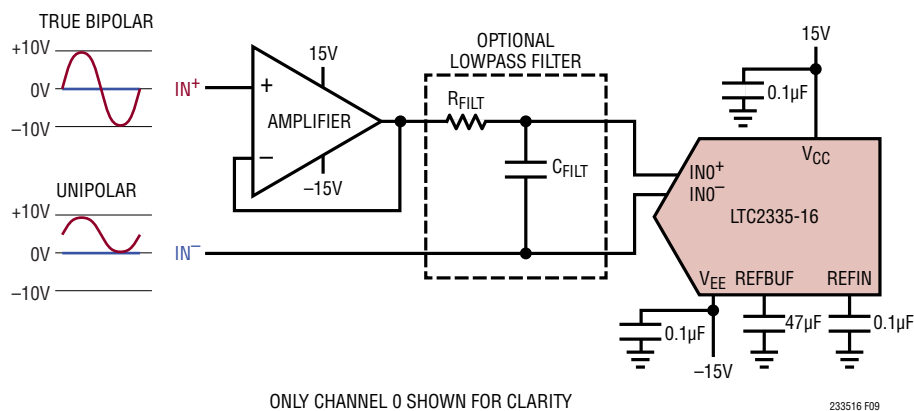 TRUE BIPOLAR
+10V
0V
–10V
UNIPOLAR
+10V
0V
–10V
IN+
IN–
+
–
AMPLIFIER
15V
–15V
OPTIONAL
LOWPASS FILTER
RFILT
CFILT
15V
0.1µF
VCC
IN0+
IN0–
LTC2335-16
VEE REFBUF REFIN
0.1µF
47µF
0.1µF
–15V
ONLY CHANNEL 0 SHOWN FOR CLARITY
233516 F09